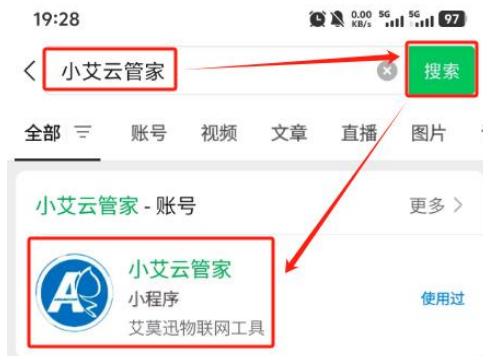 19:28 0.00 KB/s 5G 5G 97
小艾云管家 搜索
全部 账号 视频 文章 直播 图片
小艾云管家 - 账号 更多
小艾云管家
小程序 使用过
艾莫迅物联网工具